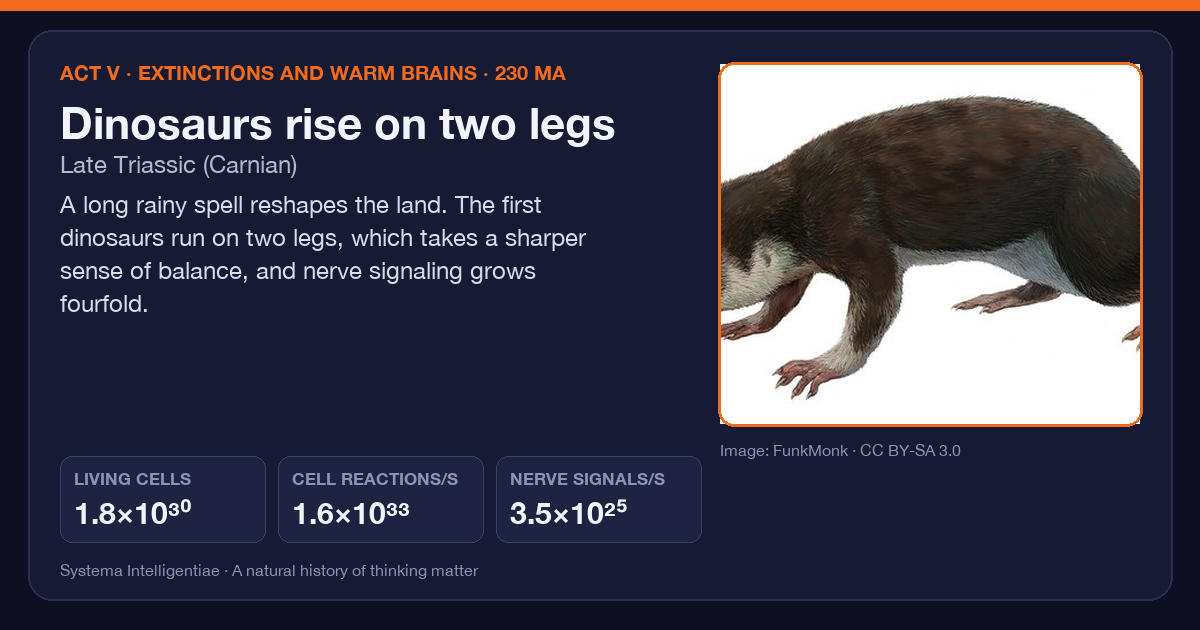 ACT V · EXTINCTIONS AND WARM BRAINS · 230 MA
Dinosaurs rise on two legs
Late Triassic (Carnian)
A long rainy spell reshapes the land. The first
dinosaurs run on two legs, which takes a sharper
sense of balance, and nerve signaling grows
fourfold.
Image: FunkMonk · CC BY-SA 3.0
LIVING CELLS
1.8×10³⁰
CELL REACTIONS/S
1.6×10³³
NERVE SIGNALS/S
3.5×10²⁵
Systema Intelligentiae · A natural history of thinking matter